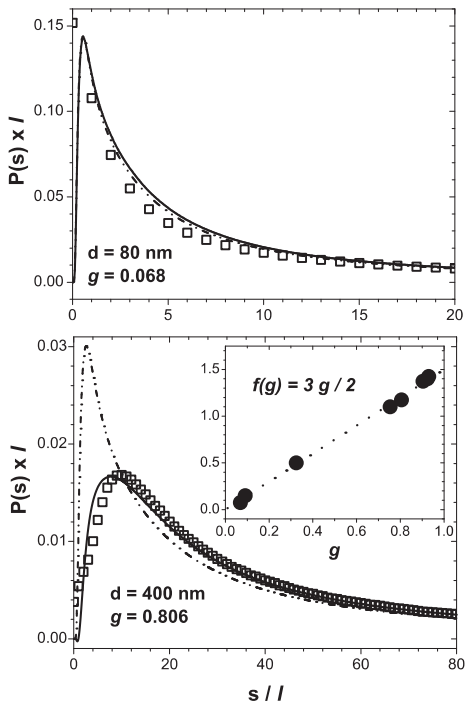 0.15
0.10
0.05
0.00
P(s) x l
d = 80 nm
g = 0.068
0 5 10 15 20
0.03
0.02
0.01
0.00
P(s) x l
1.5
1.0
0.5
0.0
f(g) = 3 g / 2
0.0 0.2 0.4 0.6 0.8 1.0
g
d = 400 nm
g = 0.806
0 20 40 60 80
s / l